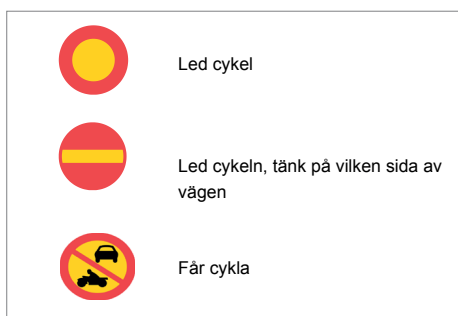 Led cykel
Led cykeln, tänk på vilken sida av
vägen
Får cykla